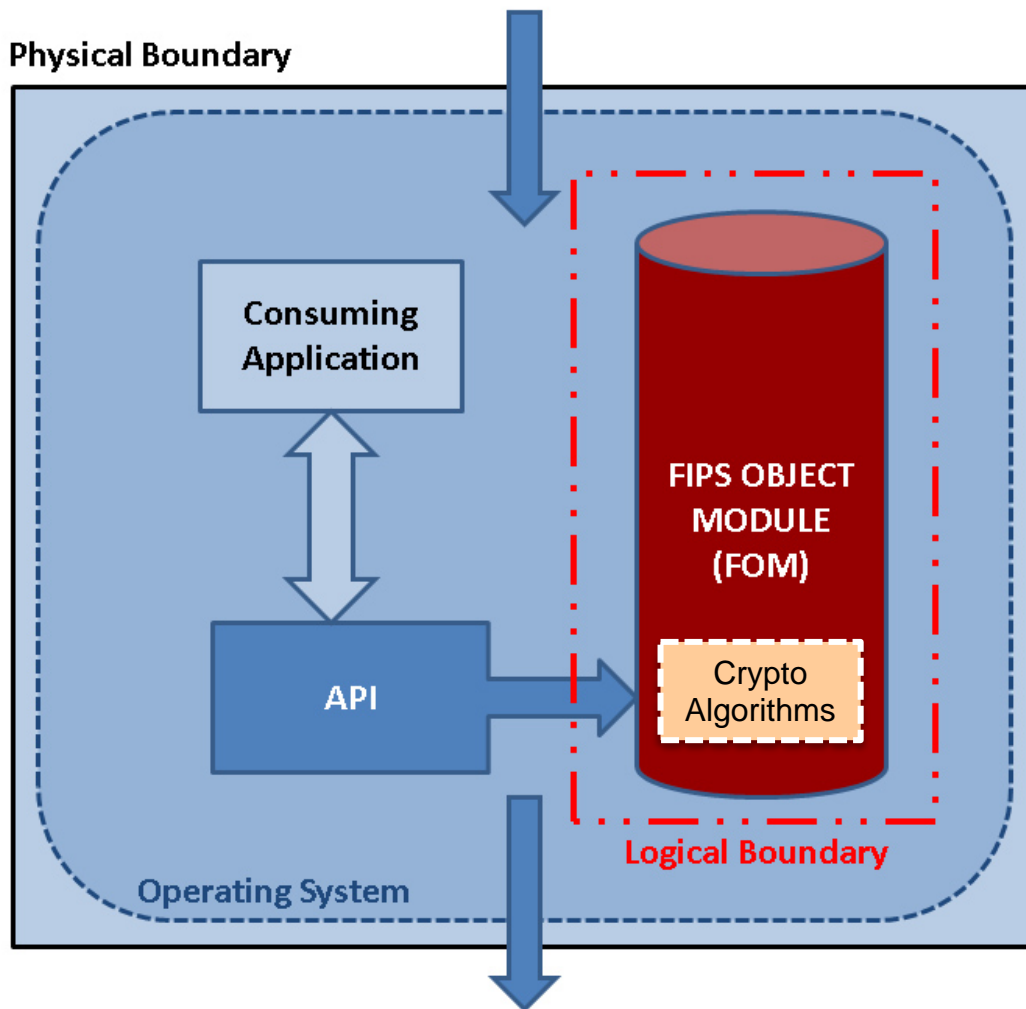 Physical Boundary
Consuming
Application
FIPS OBJECT
MODULE
(FOM)
API
Crypto
Algorithms
Logical Boundary
Operating System